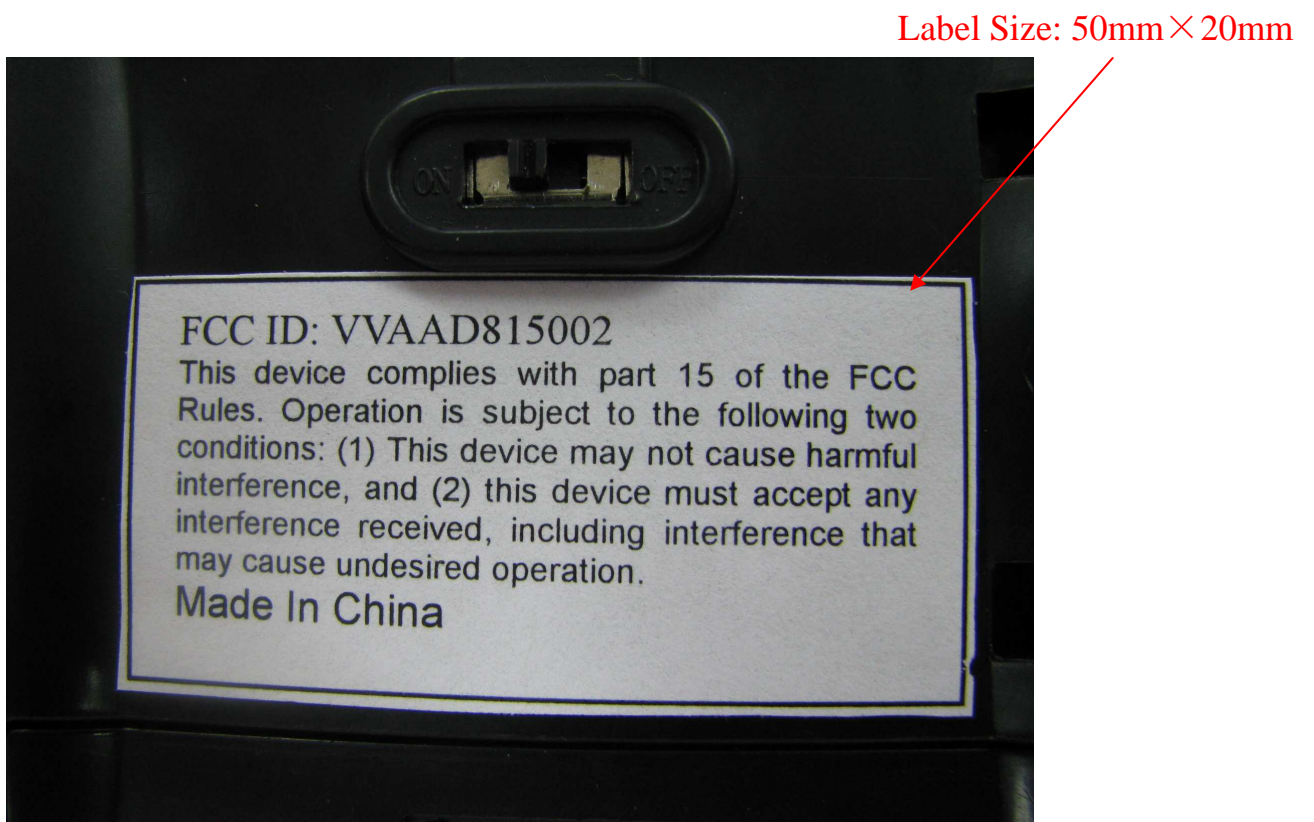 Label Size: 50mm×20mm
ON OFF
FCC ID: VVAAD815002
This device complies with part 15 of the FCC
Rules. Operation is subject to the following two
conditions: (1) This device may not cause harmful
interference, and (2) this device must accept any
interference received, including interference that
may cause undesired operation.
Made In China